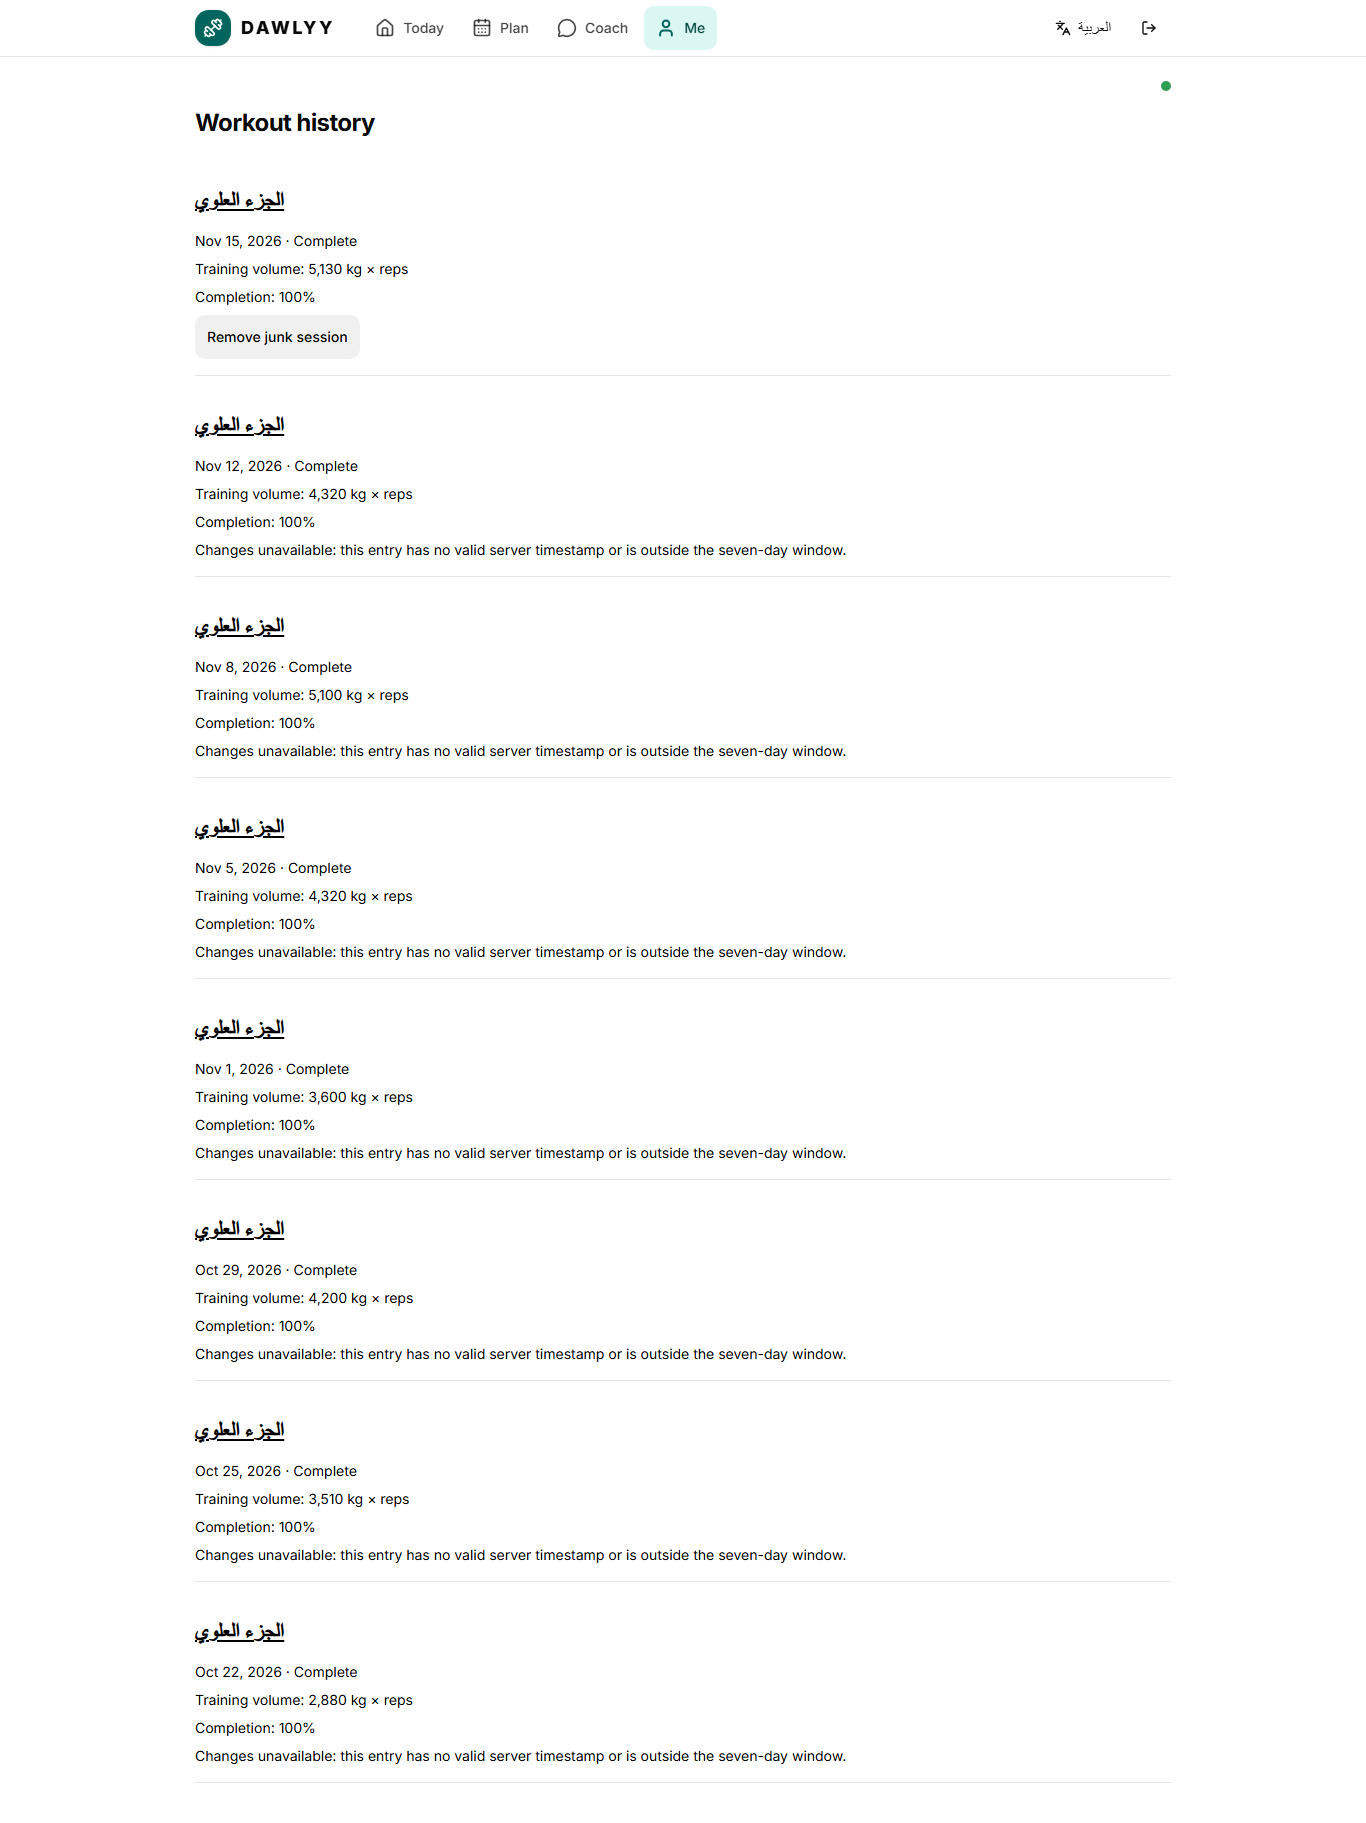 DAWLYY
Today
Plan
Coach
Me
العربية
Workout history
الجزء العلوي
Nov 15, 2026 · Complete
Training volume: 5,130 kg × reps
Completion: 100%
Remove junk session
الجزء العلوي
Nov 12, 2026 · Complete
Training volume: 4,320 kg × reps
Completion: 100%
Changes unavailable: this entry has no valid server timestamp or is outside the seven-day window.
الجزء العلوي
Nov 8, 2026 · Complete
Training volume: 5,100 kg × reps
Completion: 100%
Changes unavailable: this entry has no valid server timestamp or is outside the seven-day window.
الجزء العلوي
Nov 5, 2026 · Complete
Training volume: 4,320 kg × reps
Completion: 100%
Changes unavailable: this entry has no valid server timestamp or is outside the seven-day window.
الجزء العلوي
Nov 1, 2026 · Complete
Training volume: 3,600 kg × reps
Completion: 100%
Changes unavailable: this entry has no valid server timestamp or is outside the seven-day window.
الجزء العلوي
Oct 29, 2026 · Complete
Training volume: 4,200 kg × reps
Completion: 100%
Changes unavailable: this entry has no valid server timestamp or is outside the seven-day window.
الجزء العلوي
Oct 25, 2026 · Complete
Training volume: 3,510 kg × reps
Completion: 100%
Changes unavailable: this entry has no valid server timestamp or is outside the seven-day window.
الجزء العلوي
Oct 22, 2026 · Complete
Training volume: 2,880 kg × reps
Completion: 100%
Changes unavailable: this entry has no valid server timestamp or is outside the seven-day window.